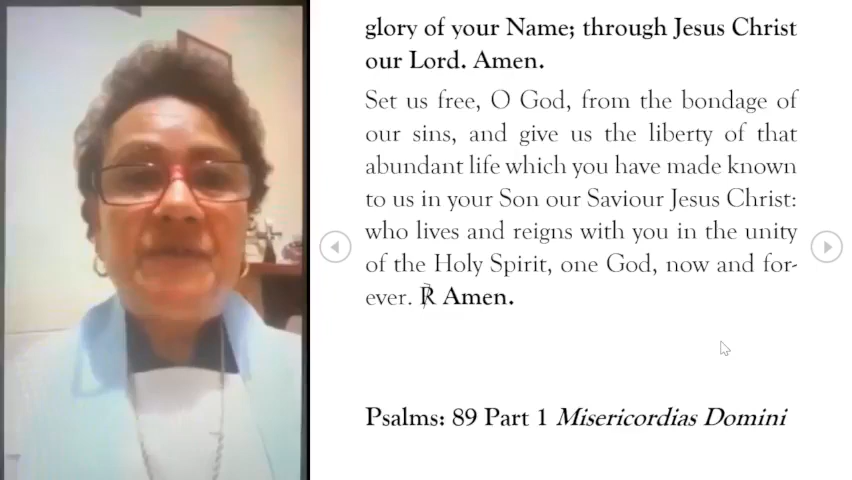 glory of your Name; through Jesus Christ
our Lord. Amen.
Set us free, O God, from the bondage of
our sins, and give us the liberty of that
abundant life which you have made known
to us in your Son our Saviour Jesus Christ:
who lives and reigns with you in the unity
of the Holy Spirit, one God, now and for-
ever. ℟ Amen.
Psalms: 89 Part 1 Misericordias Domini